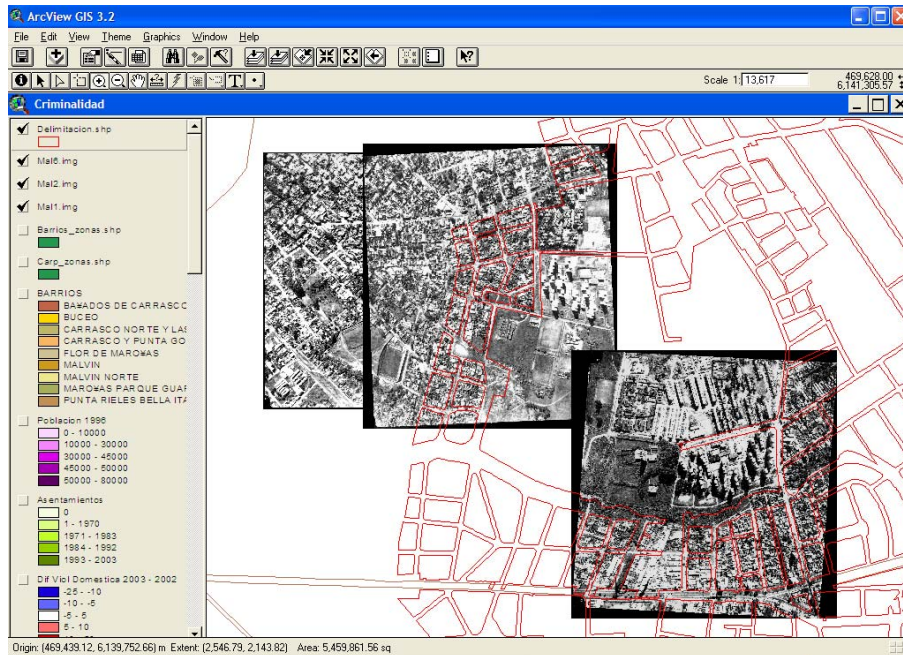 ArcView GIS 3.2
File Edit View Theme Graphics Window Help
Scale 1: 13,617
469,628.00
6,141,305.57
Criminalidad
Delimitacion.shp
Mal6.img
Mal2.img
Mal1.img
Barrios_zonas.shp
Carp_zonas.shp
BARRIOS
BA¥ADOS DE CARRASCO
BUCEO
CARRASCO NORTE Y LAS
CARRASCO Y PUNTA GO
FLOR DE MARO¥AS
MALVIN
MALVIN NORTE
MARO¥AS PARQUE GUAR
PUNTA RIELES BELLA ITA
Poblacion 1996
0 - 10000
10000 - 30000
30000 - 45000
45000 - 50000
50000 - 80000
Asentamientos
0
1 - 1970
1971 - 1983
1984 - 1992
1993 - 2003
Dif Viol Domestica 2003 - 2002
-25 - -10
-10 - -5
-5 - 5
5 - 10
Origin: (469,439.12, 6,139,752.66) m Extent: (2,546.79, 2,143.82) Area: 5,459,861.56 sq